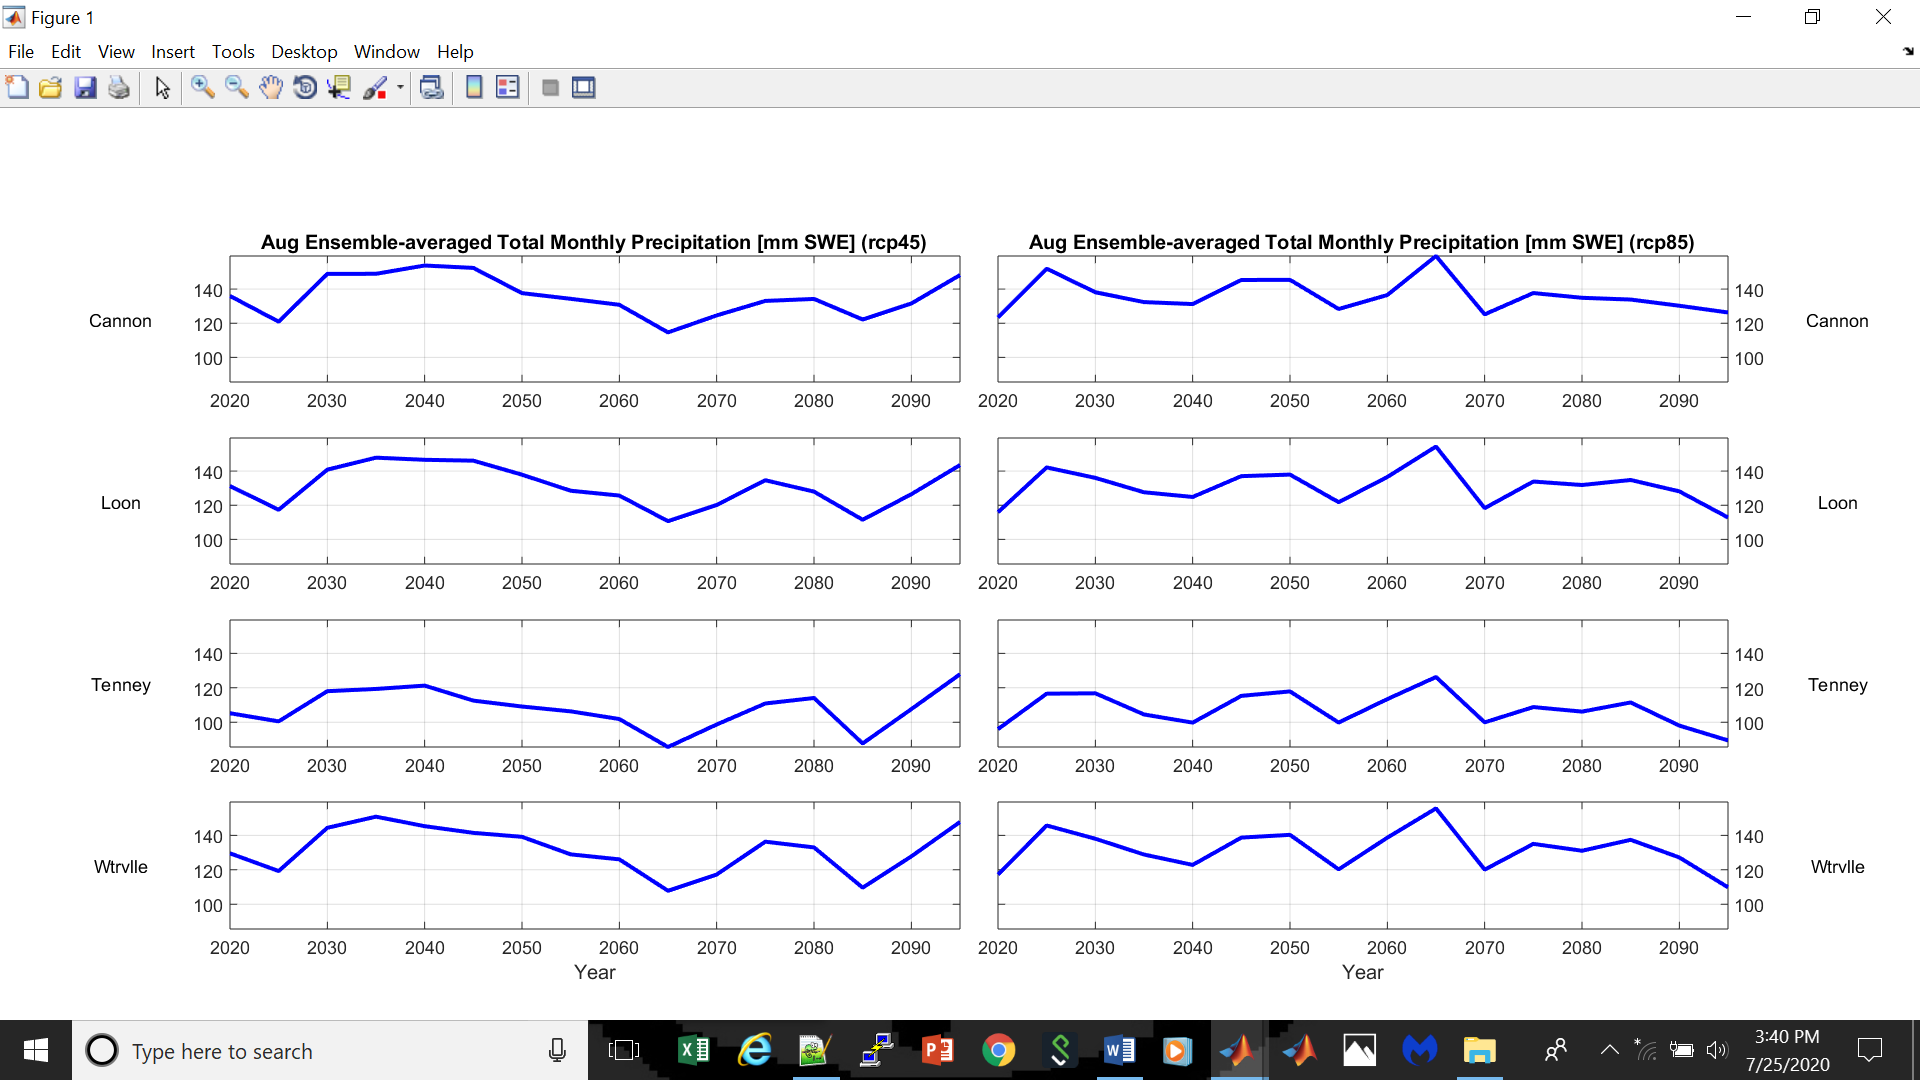 Figure 1
File Edit View Insert Tools Desktop Window Help
Aug Ensemble-averaged Total Monthly Precipitation [mm SWE] (rcp45)
Aug Ensemble-averaged Total Monthly Precipitation [mm SWE] (rcp85)
Cannon
140
120
100
2020 2030 2040 2050 2060 2070 2080 2090
140
120
100
2020 2030 2040 2050 2060 2070 2080 2090
Cannon
Loon
140
120
100
2020 2030 2040 2050 2060 2070 2080 2090
140
120
100
2020 2030 2040 2050 2060 2070 2080 2090
Loon
Tenney
140
120
100
2020 2030 2040 2050 2060 2070 2080 2090
140
120
100
2020 2030 2040 2050 2060 2070 2080 2090
Tenney
Wtrvlle
140
120
100
2020 2030 2040 2050 2060 2070 2080 2090
Year
140
120
100
2020 2030 2040 2050 2060 2070 2080 2090
Year
Wtrvlle
Type here to search
3:40 PM
7/25/2020